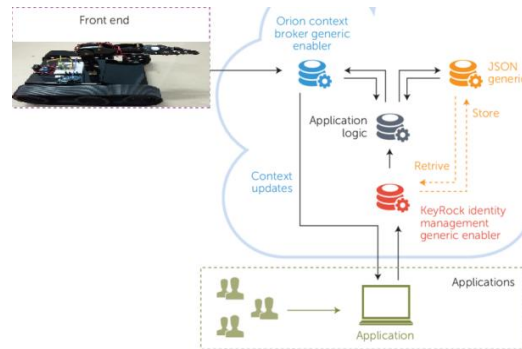 Front end
Orion context
broker generic
enabler
JSON
generic
Application
logic
Store
Retrive
Context
updates
KeyRock identity
management
generic enabler
Applications
Application